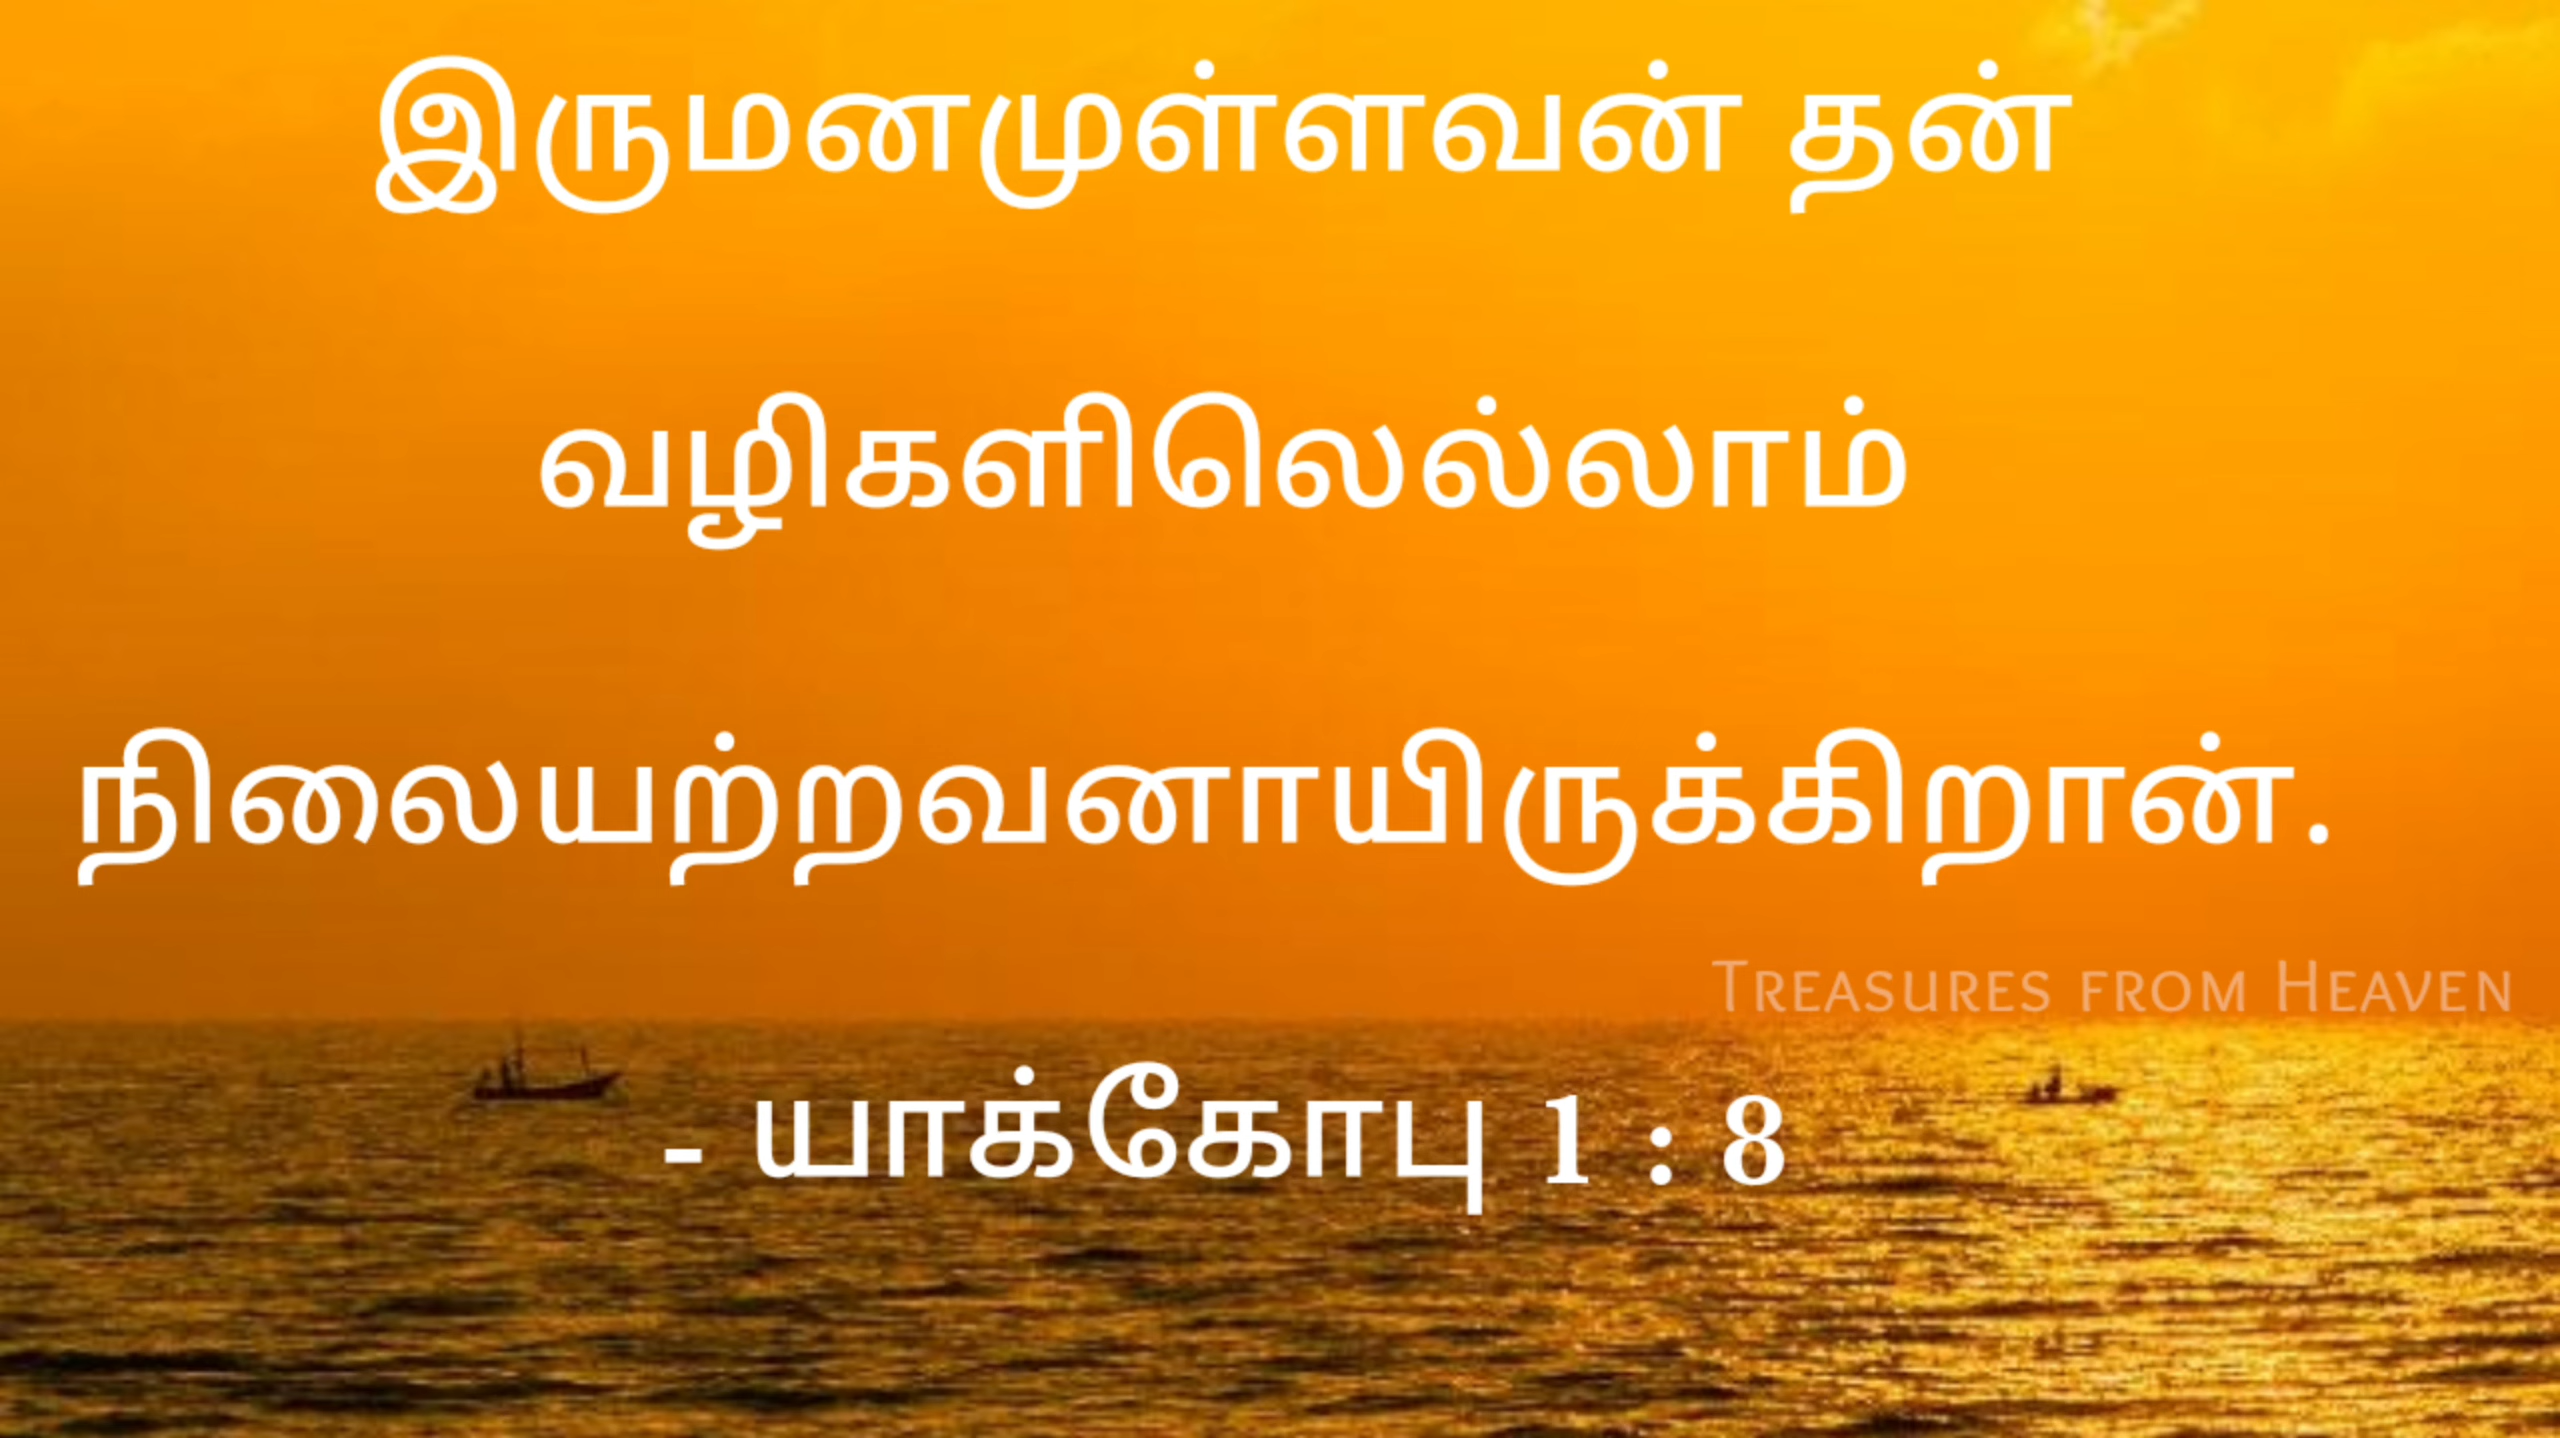 இருமனமுள்ளவன் தன்
வழிகளிலெல்லாம்
நிலையற்றவனாயிருக்கிறான்.
TREASURES FROM HEAVEN
- யாக்கோபு 1 : 8